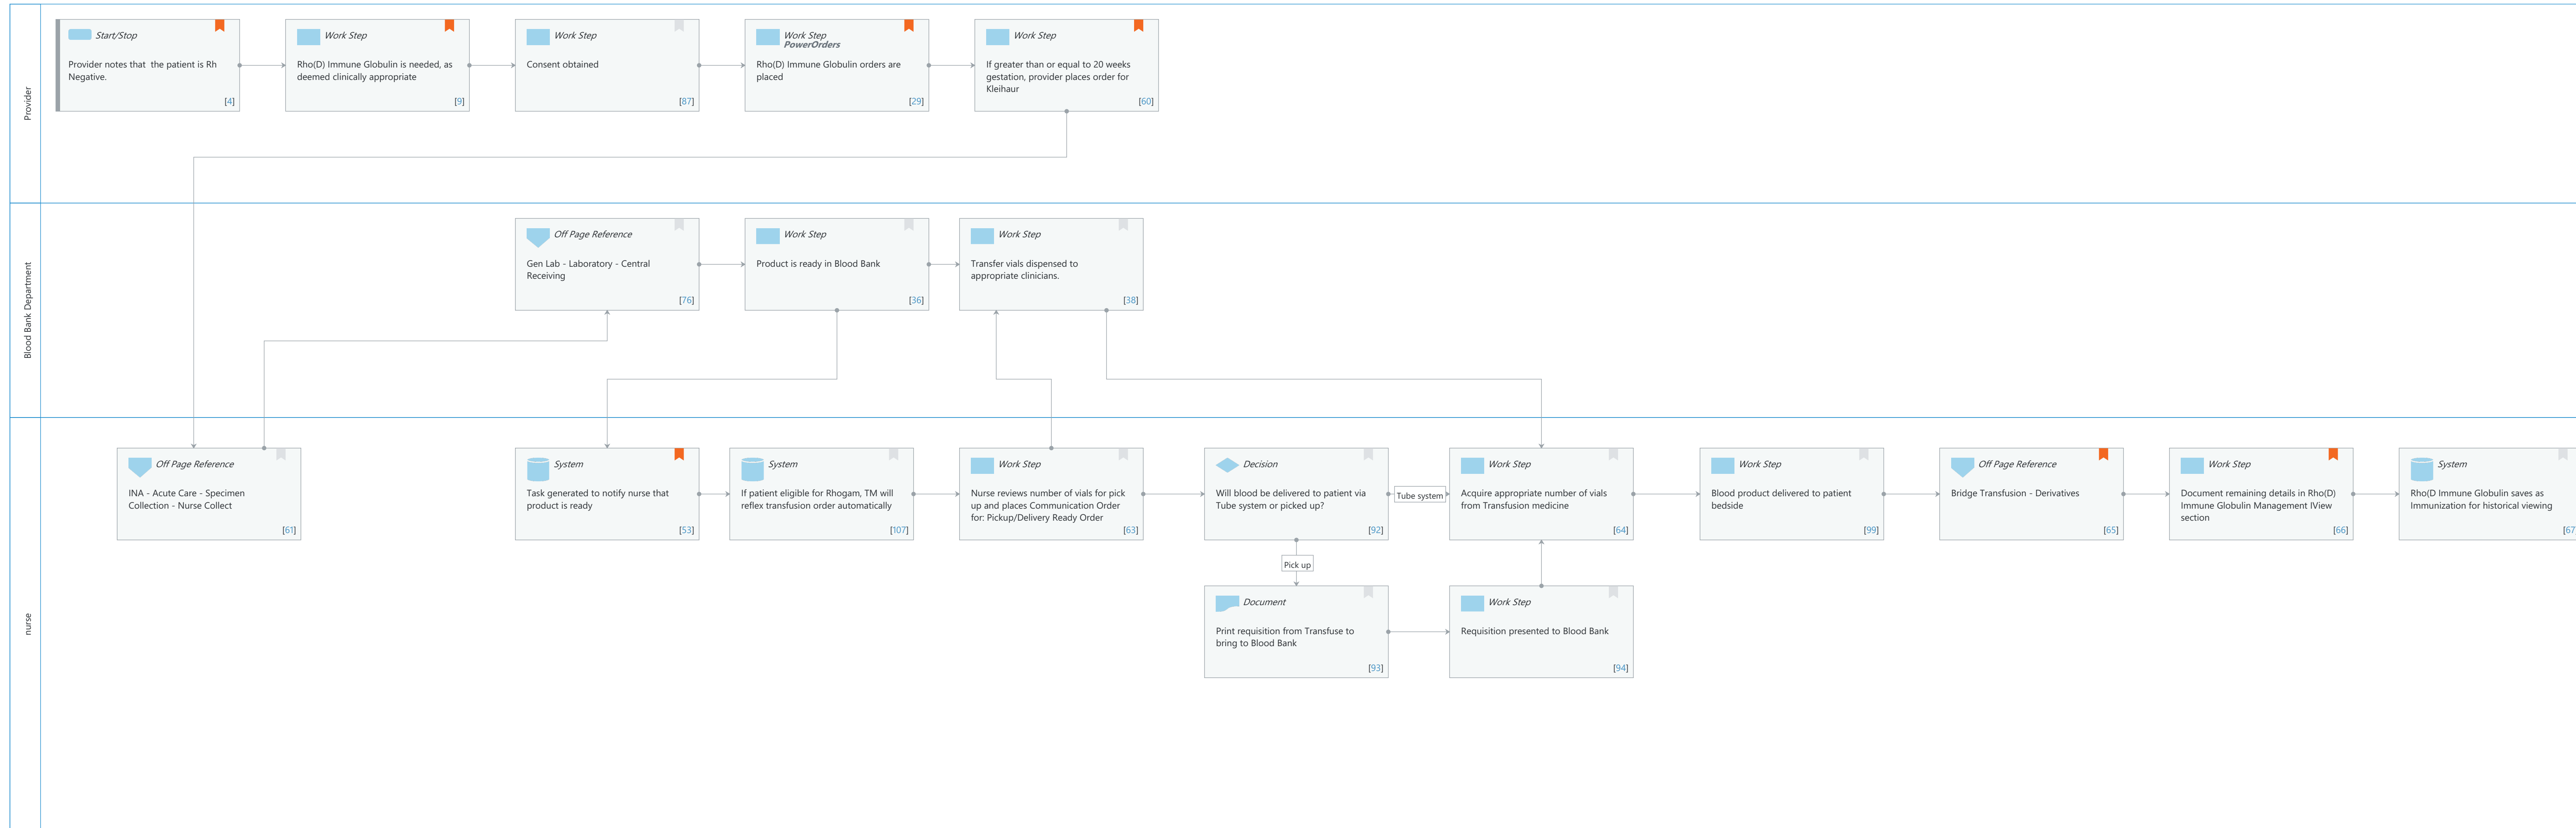 Provider
Start/Stop
Provider notes that  the patient is Rh
Negative.
[4]
Work Step
Rho(D) Immune Globulin is needed, as
deemed clinically appropriate
[9]
Work Step
Consent obtained
[87]
Work Step
PowerOrders
Rho(D) Immune Globulin orders are
placed
[29]
Work Step
If greater than or equal to 20 weeks
gestation, provider places order for
Kleihaur
[60]
Blood Bank Department
Off Page Reference
Gen Lab - Laboratory - Central
Receiving
[76]
Work Step
Product is ready in Blood Bank
[36]
Work Step
Transfer vials dispensed to
appropriate clinicians.
[38]
nurse
Off Page Reference
INA - Acute Care - Specimen
Collection - Nurse Collect
[61]
System
Task generated to notify nurse that
product is ready
[53]
System
If patient eligible for Rhogam, TM will
reflex transfusion order automatically
[107]
Work Step
Nurse reviews number of vials for pick
up and places Communication Order
for: Pickup/Delivery Ready Order
[63]
Decision
Will blood be delivered to patient via
Tube system or picked up?
[92]
Tube system
Pick up
Work Step
Acquire appropriate number of vials
from Transfusion medicine
[64]
Work Step
Blood product delivered to patient
bedside
[99]
Off Page Reference
Bridge Transfusion - Derivatives
[65]
Work Step
Document remaining details in Rho(D)
Immune Globulin Management IView
section
[66]
System
Rho(D Immune Globulin saves as
Immunization for historical viewing
[67
Document
Print requisition from Transfuse to
bring to Blood Bank
[93]
Work Step
Requisition presented to Blood Bank
[94]